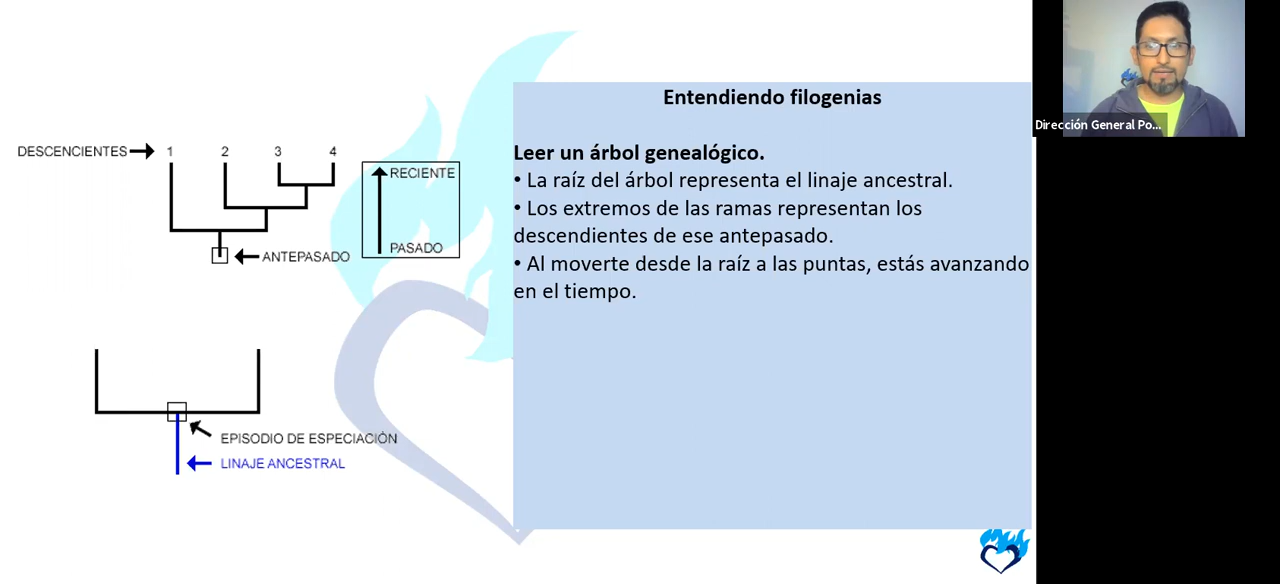 DESCENCIENTES
1 2 3 4
RECIENTE
PASADO
ANTEPASADO
EPISODIO DE ESPECIACIÓN
LINAJE ANCESTRAL
Entendiendo filogenias
Leer un árbol genealógico.
• La raíz del árbol representa el linaje ancestral.
• Los extremos de las ramas representan los
descendientes de ese antepasado.
• Al moverte desde la raíz a las puntas, estás avanzando
en el tiempo.
Dirección General Po...